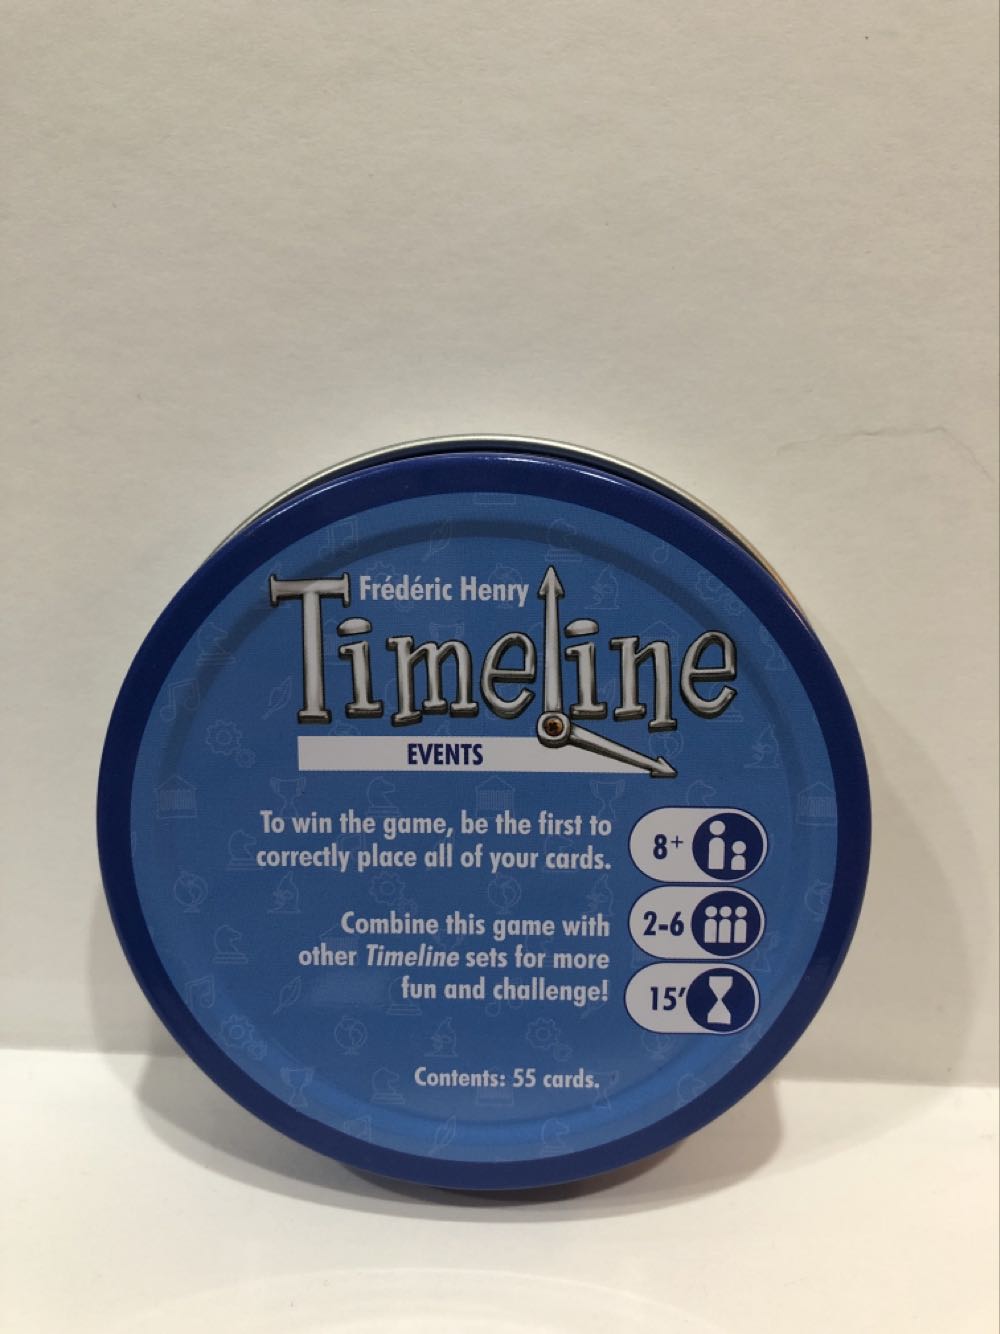 Frédéric Henry
Timeline
EVENTS
To win the game, be the first to
correctly place all of your cards.
8+
Combine this game with
other Timeline sets for more
fun and challenge!
2-6
15'
Contents: 55 cards.